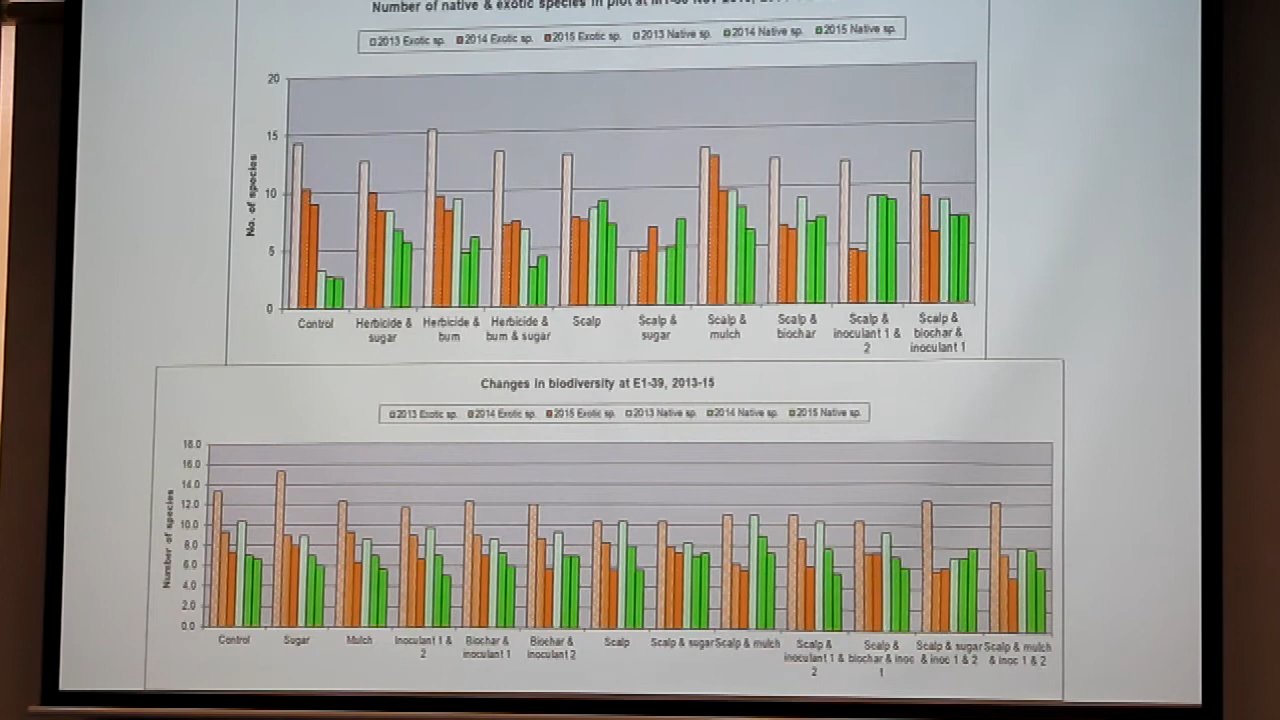 Number of native & exotic species in plot at
2013 Exotic sp. 2014 Exotic sp. 2015 Exotic sp. 2013 Native sp. 2014 Native sp. 2015 Native sp.
No. of species
20
15
10
5
0
Control
Herbicide & sugar
Herbicide & burn
Herbicide & burn & sugar
Scalp
Scalp & sugar
Scalp & mulch
Scalp & biochar
Scalp & inoculant 1 & 2
Scalp & biochar & inoculant 1
Changes in biodiversity at E1-39, 2013-15
2013 Exotic sp. 2014 Exotic sp. 2015 Exotic sp. 2013 Native sp. 2014 Native sp. 2015 Native sp.
Number of species
18.0
16.0
14.0
12.0
10.0
8.0
6.0
4.0
2.0
0.0
Control
Sugar
Mulch
Inoculant 1 & 2
Biochar & inoculant 1
Biochar & inoculant 2
Scalp
Scalp & sugar
Scalp & mulch
Scalp & inoculant 1 & 2
Scalp & biochar & inoc 1
Scalp & sugar & inoc 1 & 2
Scalp & mulch & inoc 1 & 2